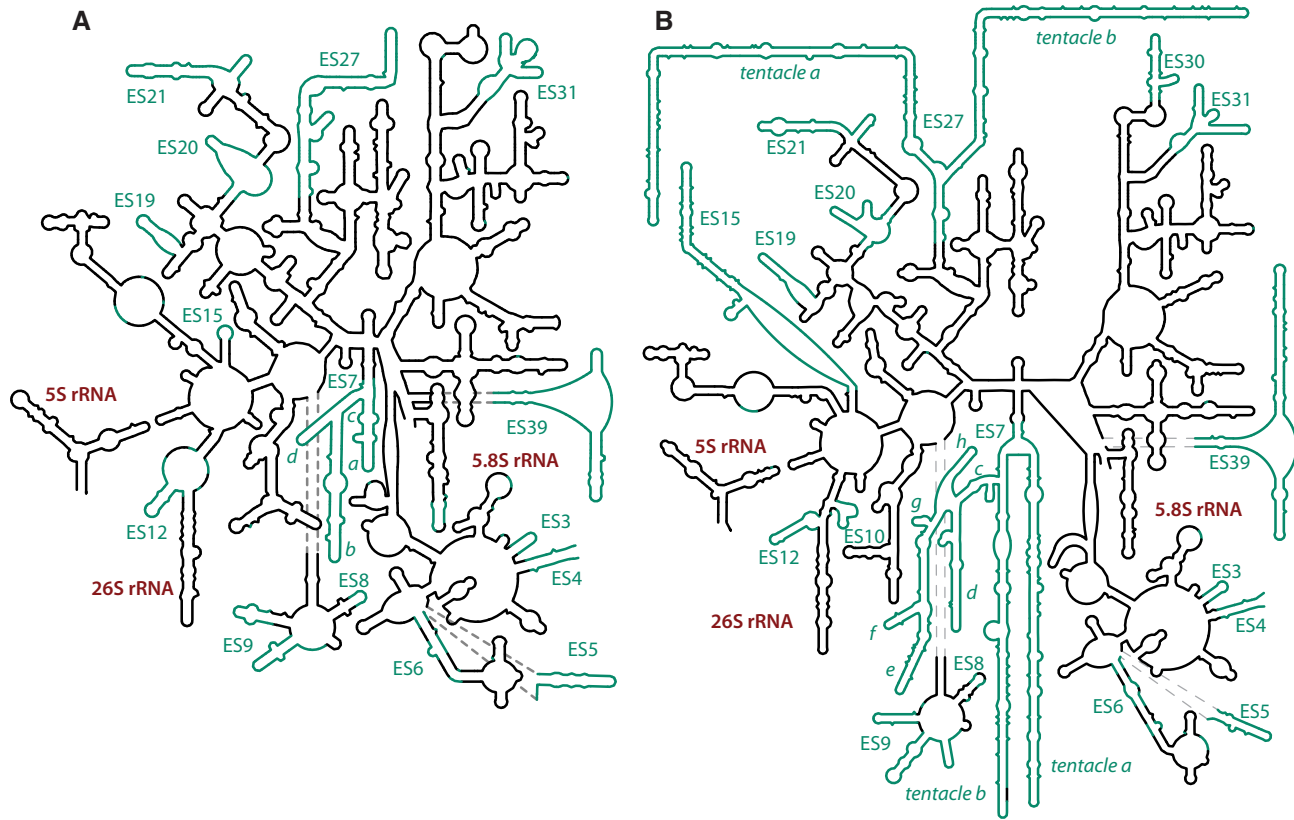 A
ES21
ES27
ES31
ES20
ES19
ES15
5S rRNA
ES7
c
a
d
b
ES39
5.8S rRNA
ES12
26S rRNA
ES3
ES4
ES8
ES9
ES6
ES5
B
tentacle a
tentacle b
ES30
ES31
ES27
ES21
ES20
ES15
ES19
5S rRNA
ES7
h
c
g
ES39
5.8S rRNA
ES10
ES12
26S rRNA
d
f
e
ES3
ES4
ES8
ES9
ES6
ES5
tentacle a
tentacle b